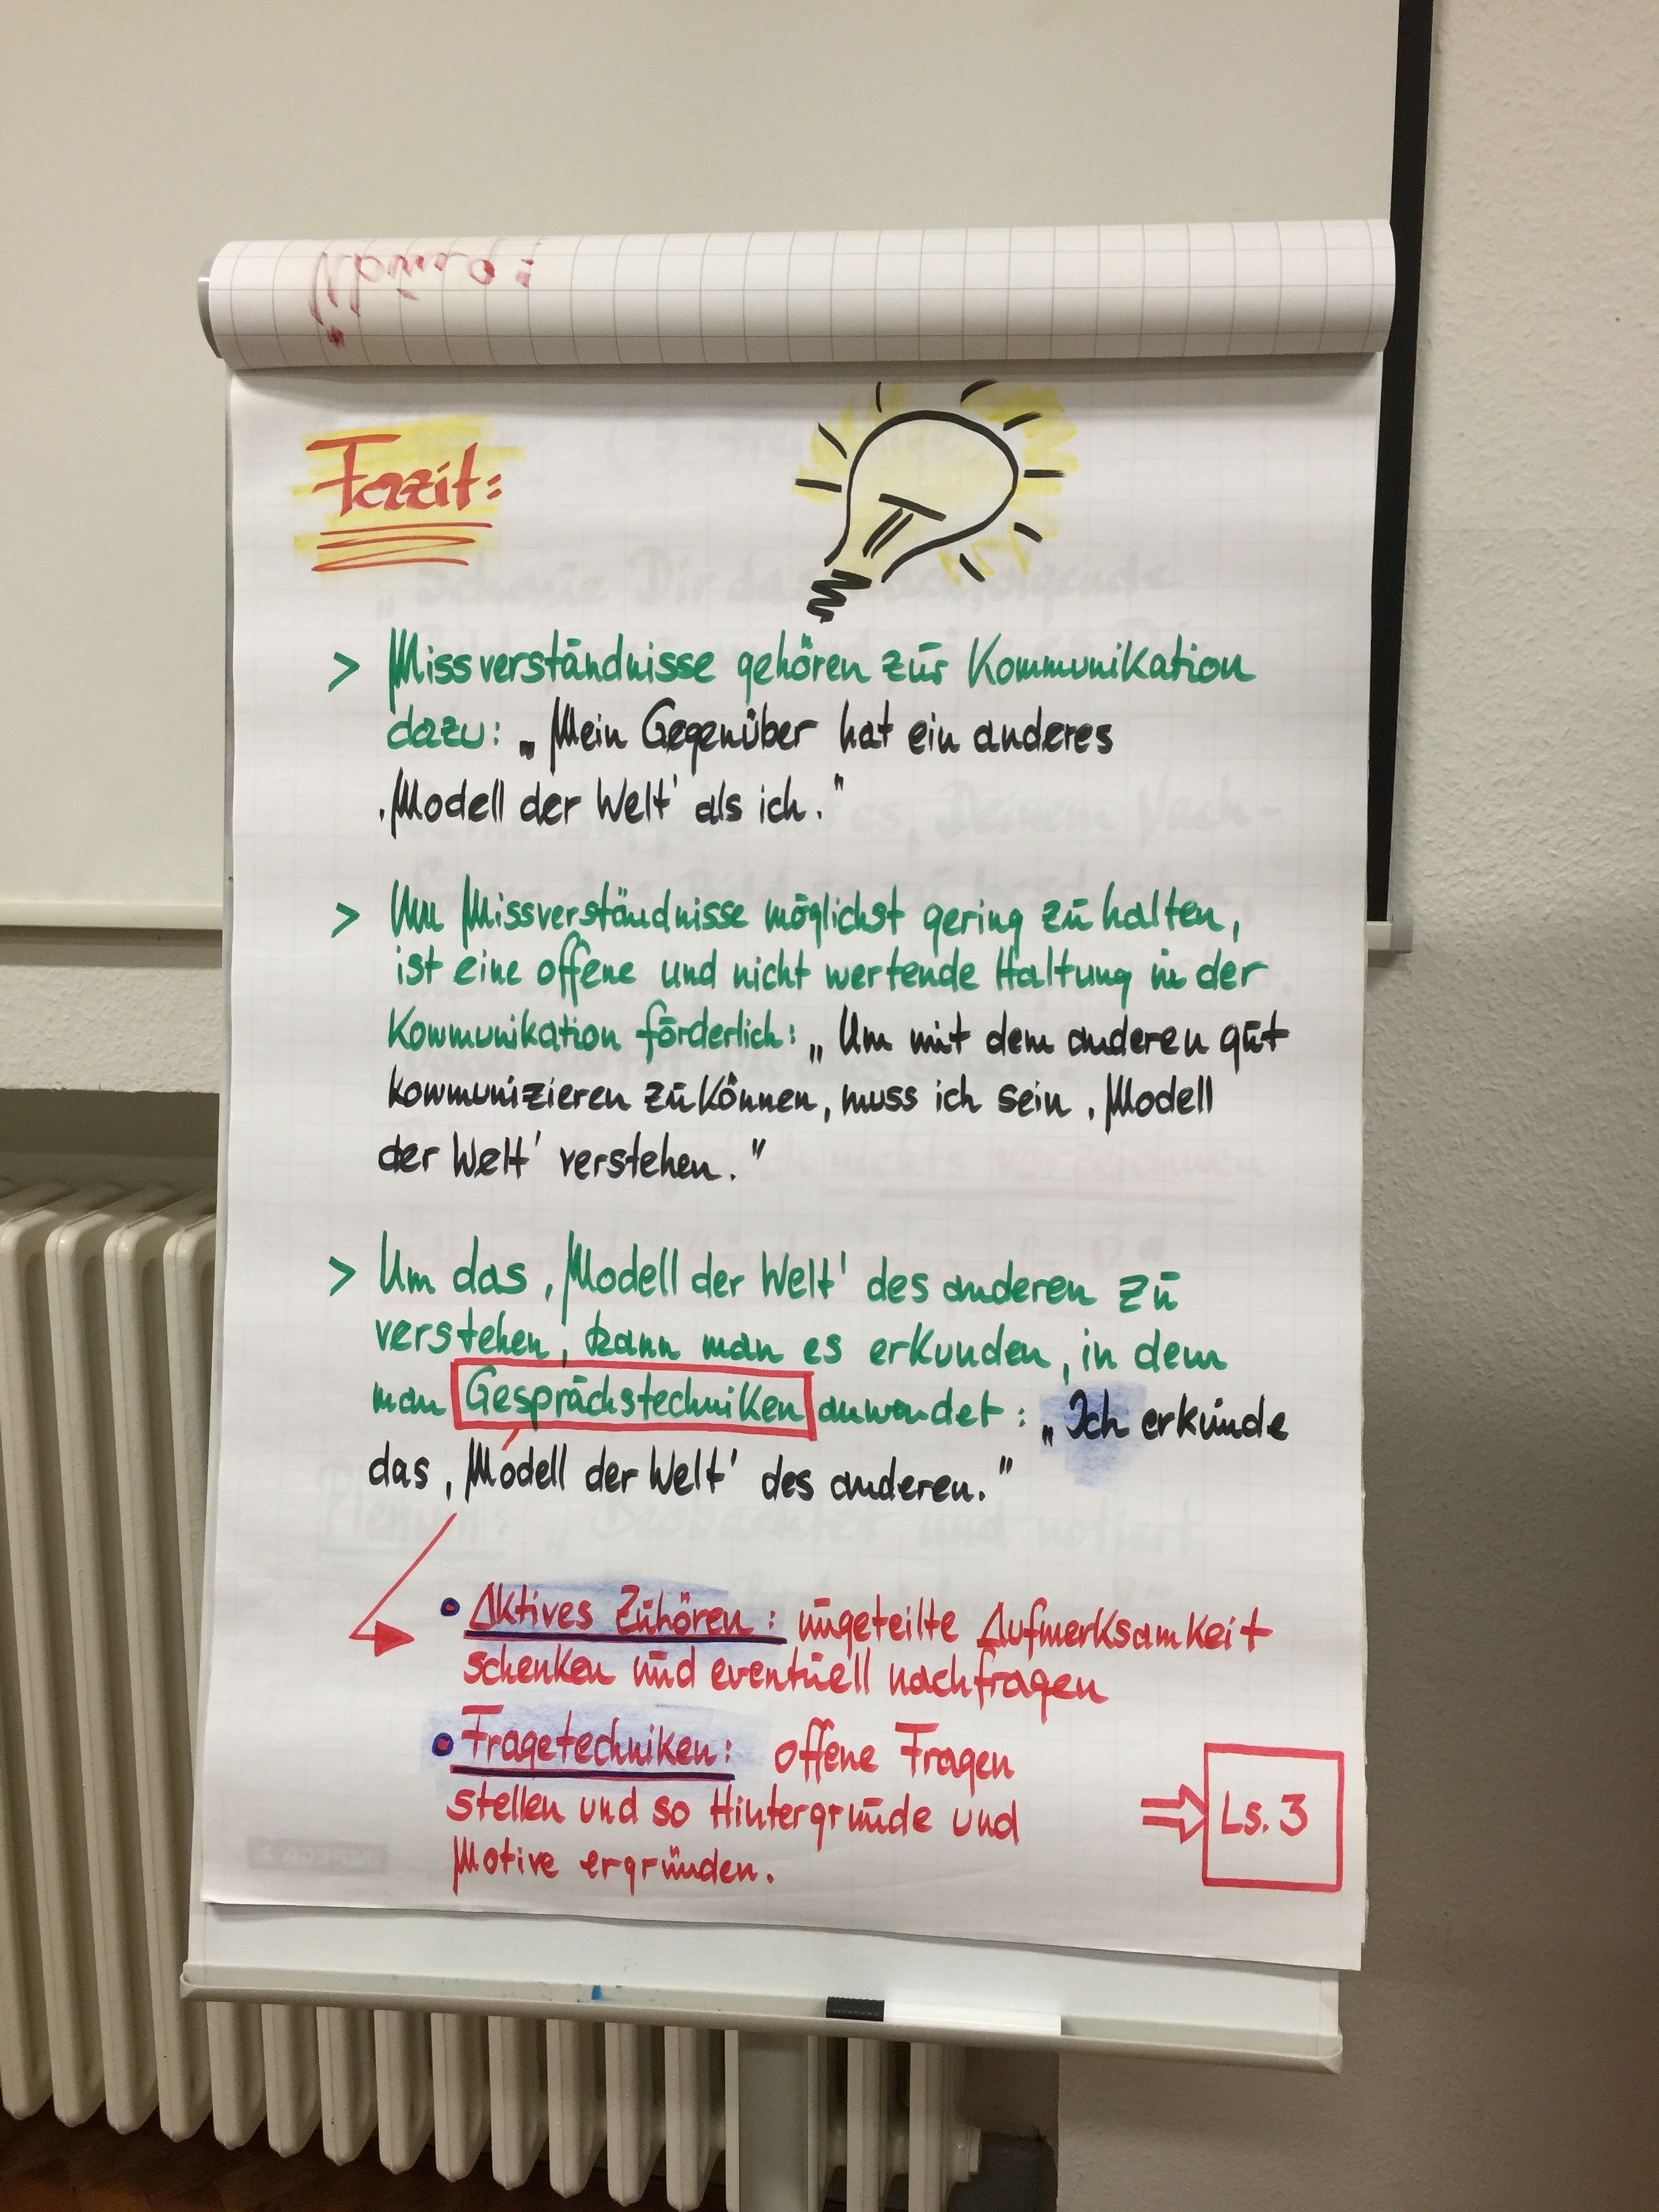 Fazit:
> Missverständnisse gehören zur Kommunikation
dazu: „Mein Gegenüber hat ein anderes
‚Modell der Welt' als ich."
> Um Missverständnisse möglichst gering zu halten,
ist eine offene und nicht wertende Haltung in der
Kommunikation förderlich: „Um mit dem anderen gut
kommunizieren zu können, muss ich sein ‚Modell
der Welt' verstehen."
> Um das ‚Modell der Welt' des anderen zu
verstehen, kann man es erkunden, in dem
man Gesprächstechniken anwendet: „Ich erkunde
das ‚Modell der Welt' des anderen."
• Aktives Zuhören: ungeteilte Aufmerksamkeit
schenken und eventuell nachfragen
• Fragetechniken: offene Fragen
stellen und so Hintergründe und
Motive ergründen.
⇒ Ls. 3